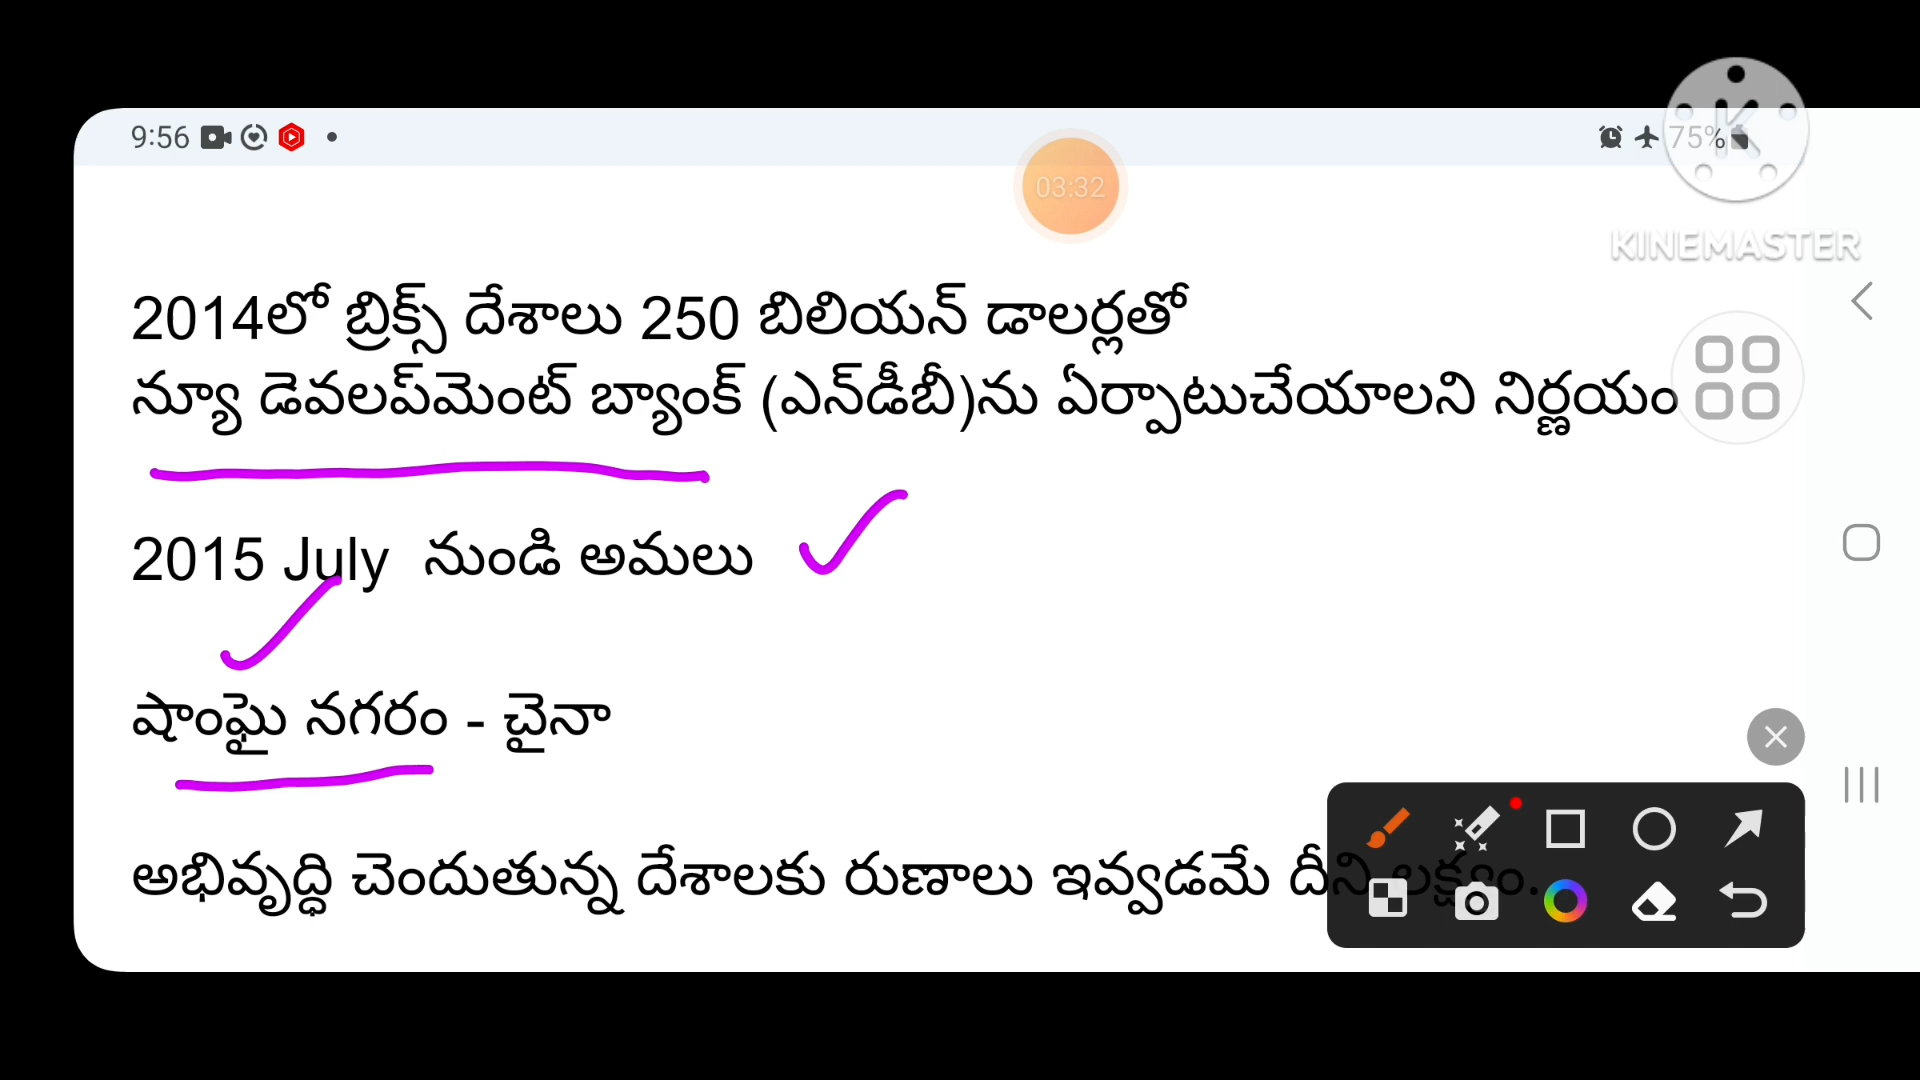 9:56
75%
03:32
KINEMASTER
2014లో బ్రిక్స్ దేశాలు 250 బిలియన్ డాలర్లతో
న్యూ డెవలప్‌మెంట్ బ్యాంక్ (ఎన్‌డీబీ)ను ఏర్పాటుచేయాలని నిర్ణయం
2015 July నుండి అమలు
షాంఘై నగరం - చైనా
అభివృద్ధి చెందుతున్న దేశాలకు రుణాలు ఇవ్వడమే దీని లక్ష్యం.